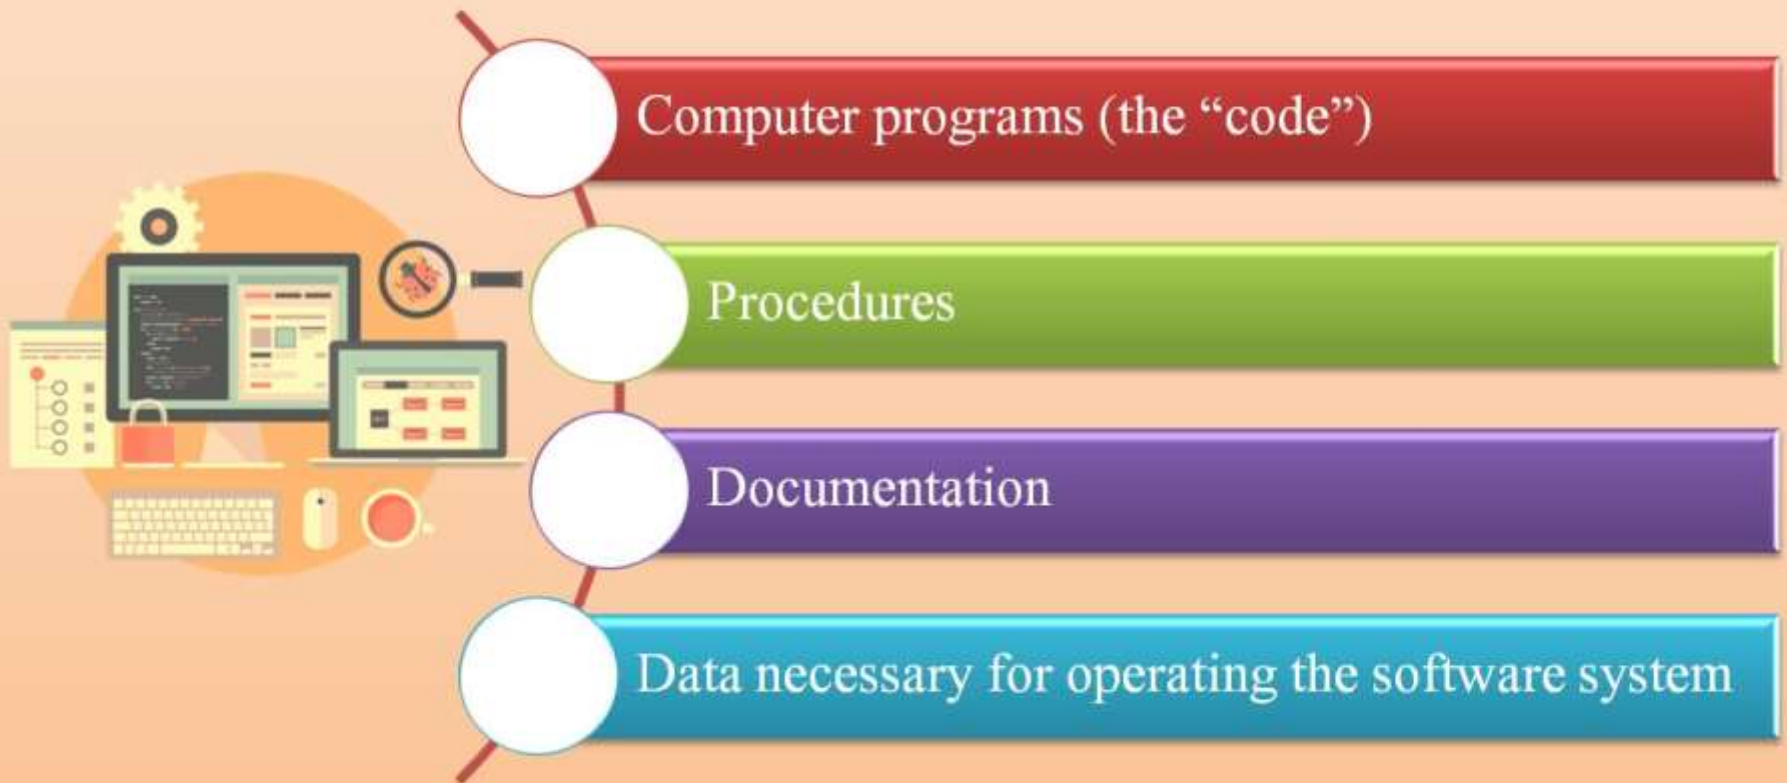 Computer programs (the “code”)
Procedures
Documentation
Data necessary for operating the software system